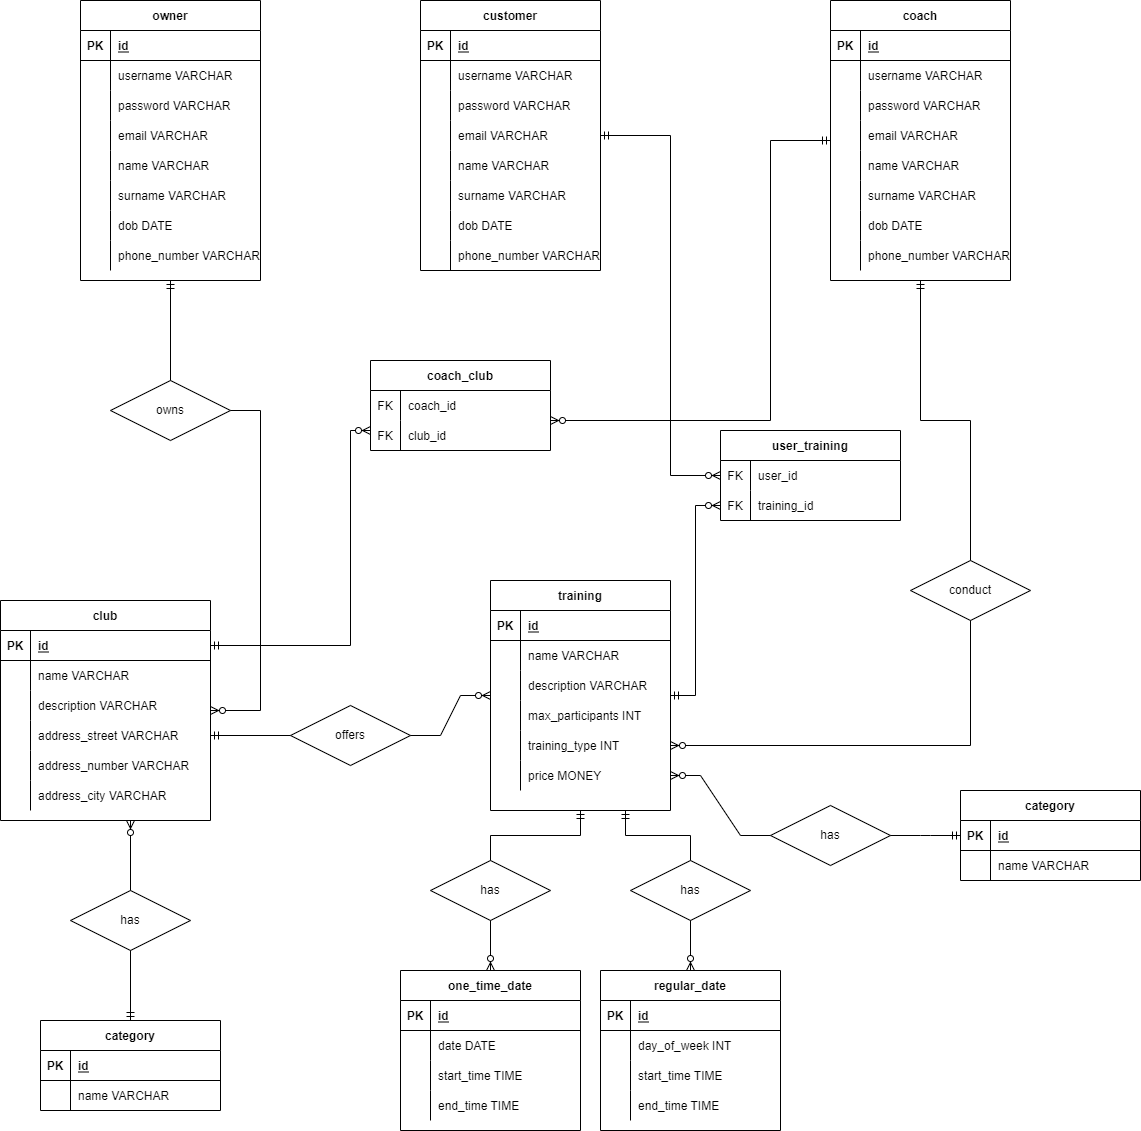 owner
PK id
username VARCHAR
password VARCHAR
email VARCHAR
name VARCHAR
surname VARCHAR
dob DATE
phone_number VARCHAR
customer
PK id
username VARCHAR
password VARCHAR
email VARCHAR
name VARCHAR
surname VARCHAR
dob DATE
phone_number VARCHAR
coach
PK id
username VARCHAR
password VARCHAR
email VARCHAR
name VARCHAR
surname VARCHAR
dob DATE
phone_number VARCHAR
owns
coach_club
FK coach_id
FK club_id
user_training
FK user_id
FK training_id
conduct
club
PK id
name VARCHAR
description VARCHAR
address_street VARCHAR
address_number VARCHAR
address_city VARCHAR
offers
training
PK id
name VARCHAR
description VARCHAR
max_participants INT
training_type INT
price MONEY
has
category
PK id
name VARCHAR
has
has
has
one_time_date
PK id
date DATE
start_time TIME
end_time TIME
regular_date
PK id
day_of_week INT
start_time TIME
end_time TIME
category
PK id
name VARCHAR